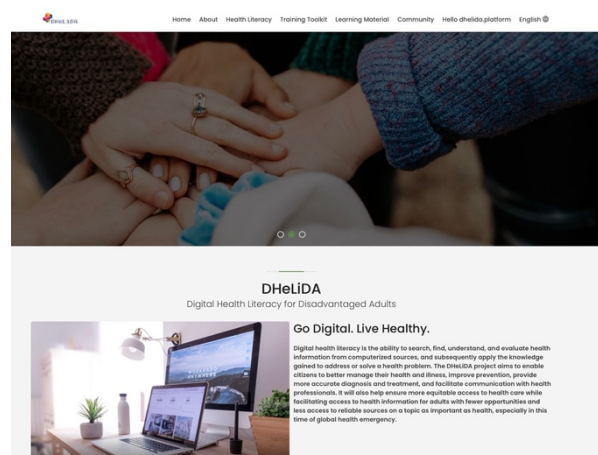 DHeLiDA
Home About Health Literacy Training Toolkit Learning Material Community Hello dhelida.platform English
DHeLiDA
Digital Health Literacy for Disadvantaged Adults
Go Digital. Live Healthy.
Digital health literacy is the ability to search, find, understand, and evaluate health
information from computerized sources, and subsequently apply the knowledge
gained to address or solve a health problem. The DHeLiDA project aims to enable
citizens to better manage their health and illness, improve prevention, provide
more accurate diagnosis and treatment, and facilitate communication with health
professionals. It will also help ensure more equitable access to health care while
facilitating access to health information for adults with fewer opportunities and
less access to reliable sources on a topic as important as health, especially in this
time of global health emergency.